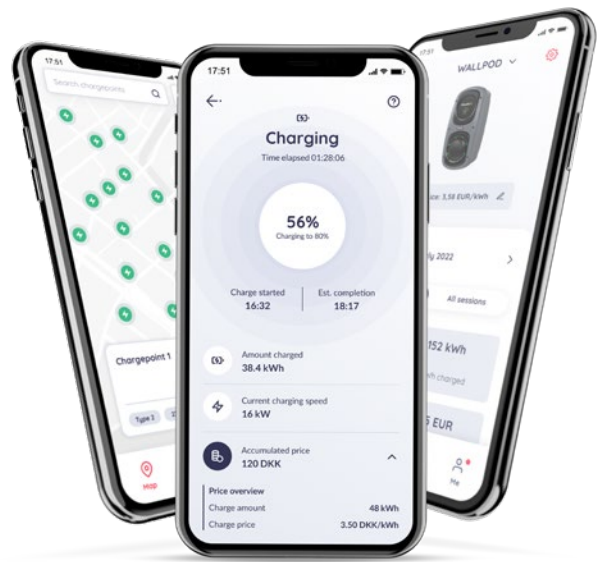 17:51
Search chargepoints
Chargepoint 1
Type 2
Map
17:51
Charging
Time elapsed 01:28:06
56%
Charging to 80%
Charge started
16:32
Est. completion
18:17
Amount charged
38.4 kWh
Current charging speed
16 kW
Accumulated price
120 DKK
Price overview
Charge amount
48 kWh
Charge price
3.50 DKK/kWh
17:51
WALLPOD
3,58 EUR/kWh
2022
All sessions
152 kWh
charged
EUR
Me